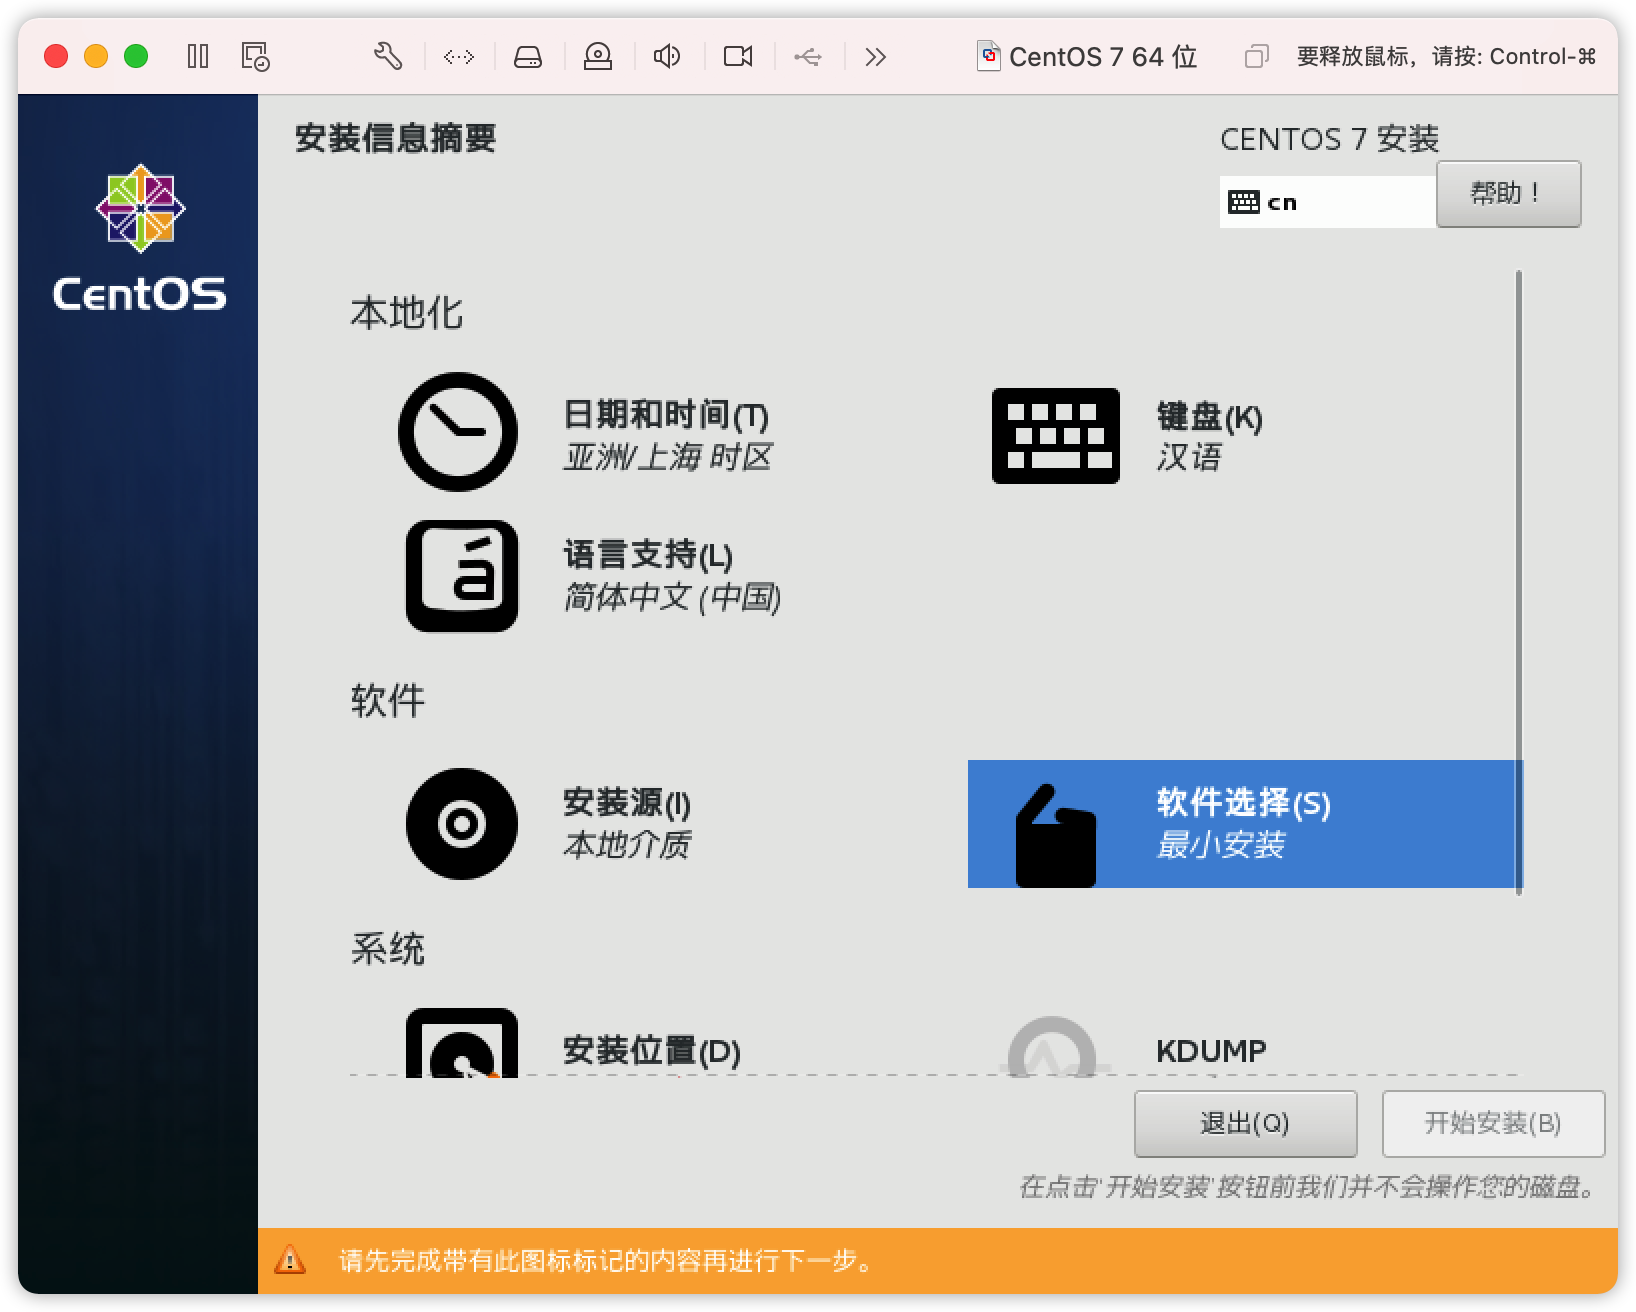 CentOS 7 64 位
要释放鼠标，请按: Control-⌘
CentOS
安装信息摘要
CENTOS 7 安装
cn
帮助！
本地化
日期和时间(T)
亚洲/上海 时区
键盘(K)
汉语
语言支持(L)
简体中文 (中国)
软件
安装源(I)
本地介质
软件选择(S)
最小安装
系统
安装位置(D)
KDUMP
退出(Q)
开始安装(B)
在点击'开始安装'按钮前我们并不会操作您的磁盘。
请先完成带有此图标标记的内容再进行下一步。